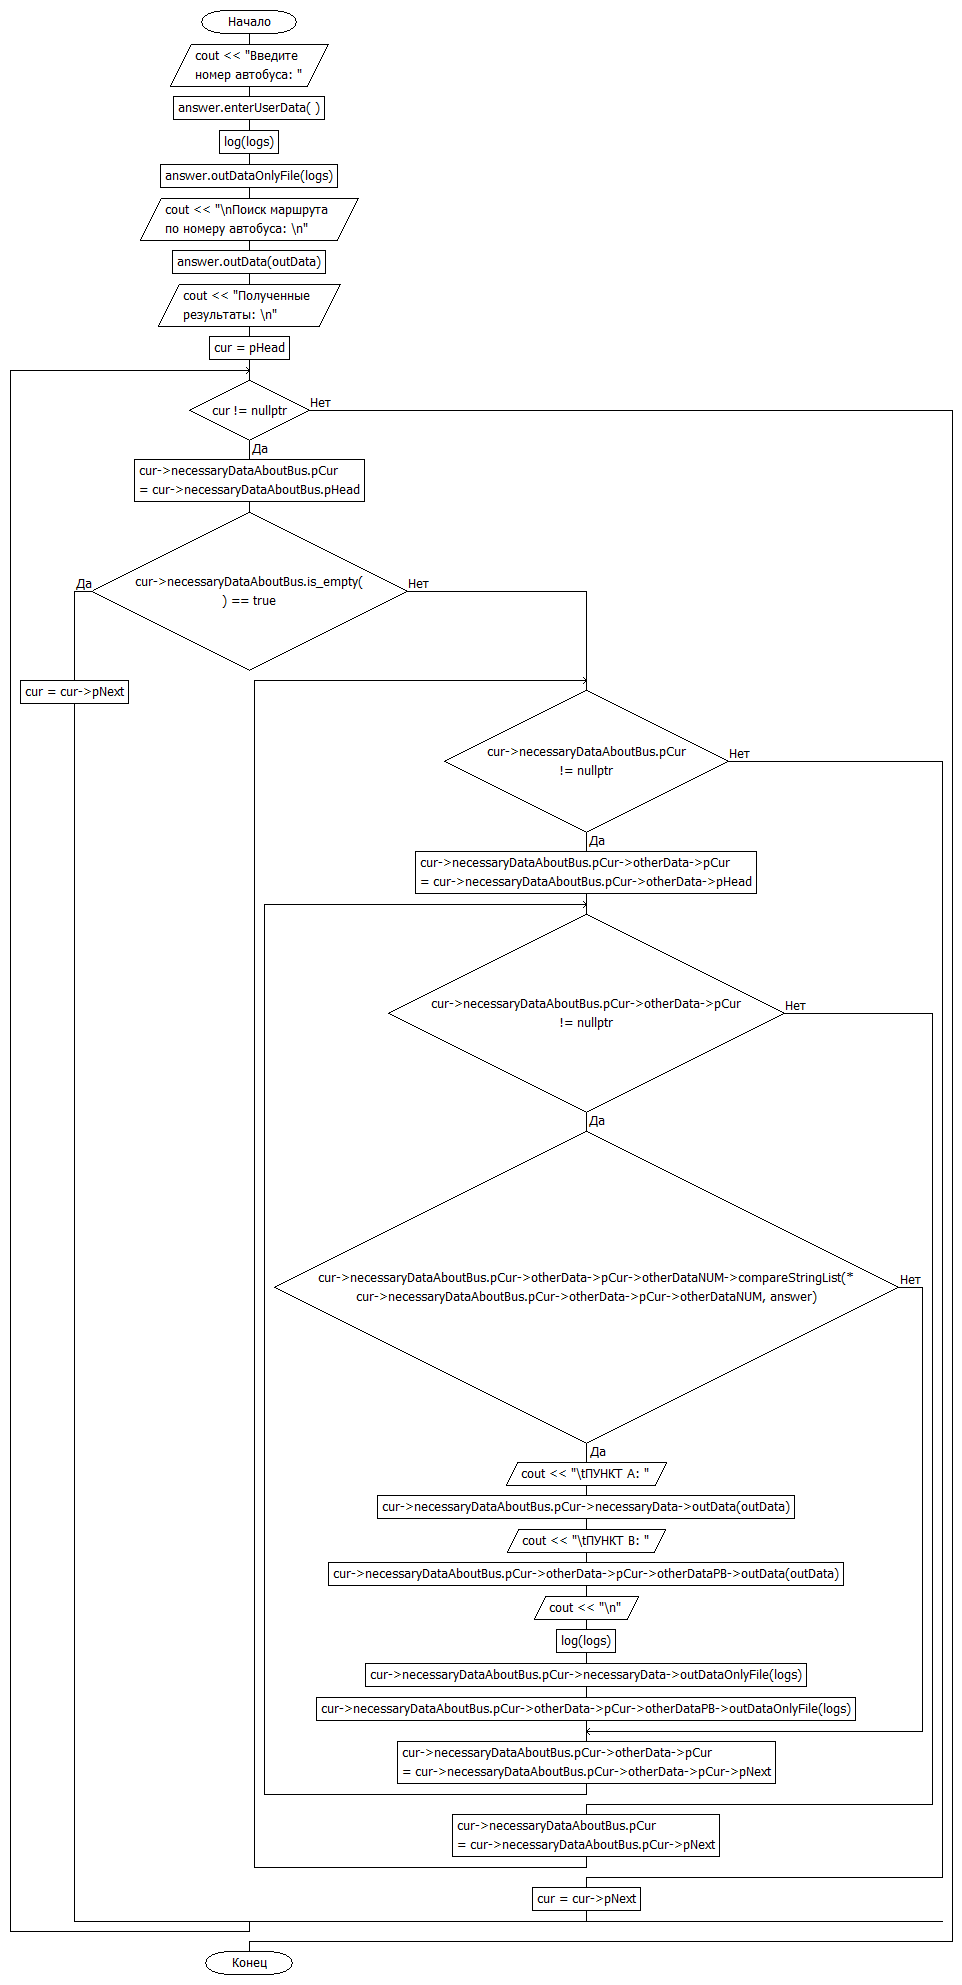 Начало
cout << "Введите
номер автобуса: "
answer.enterUserData( )
log(logs)
answer.outDataOnlyFile(logs)
cout << "\nПоиск маршрута
по номеру автобуса: \n"
answer.outData(outData)
cout << "Полученные
результаты: \n"
cur = pHead
cur != nullptr
Нет
Да
cur->necessaryDataAboutBus.pCur
= cur->necessaryDataAboutBus.pHead
cur->necessaryDataAboutBus.is_empty(
) == true
Да
Нет
cur = cur->pNext
cur->necessaryDataAboutBus.pCur
!= nullptr
Нет
Да
cur->necessaryDataAboutBus.pCur->otherData->pCur
= cur->necessaryDataAboutBus.pCur->otherData->pHead
cur->necessaryDataAboutBus.pCur->otherData->pCur
!= nullptr
Нет
Да
cur->necessaryDataAboutBus.pCur->otherData->pCur->otherDataNUM->compareStringList(*
cur->necessaryDataAboutBus.pCur->otherData->pCur->otherDataNUM, answer)
Нет
Да
cout << "\tПУНКТ А: "
cur->necessaryDataAboutBus.pCur->necessaryData->outData(outData)
cout << "\tПУНКТ В: "
cur->necessaryDataAboutBus.pCur->otherData->pCur->otherDataPB->outData(outData)
cout << "\n"
log(logs)
cur->necessaryDataAboutBus.pCur->necessaryData->outDataOnlyFile(logs)
cur->necessaryDataAboutBus.pCur->otherData->pCur->otherDataPB->outDataOnlyFile(logs)
cur->necessaryDataAboutBus.pCur->otherData->pCur
= cur->necessaryDataAboutBus.pCur->otherData->pCur->pNext
cur->necessaryDataAboutBus.pCur
= cur->necessaryDataAboutBus.pCur->pNext
cur = cur->pNext
Конец